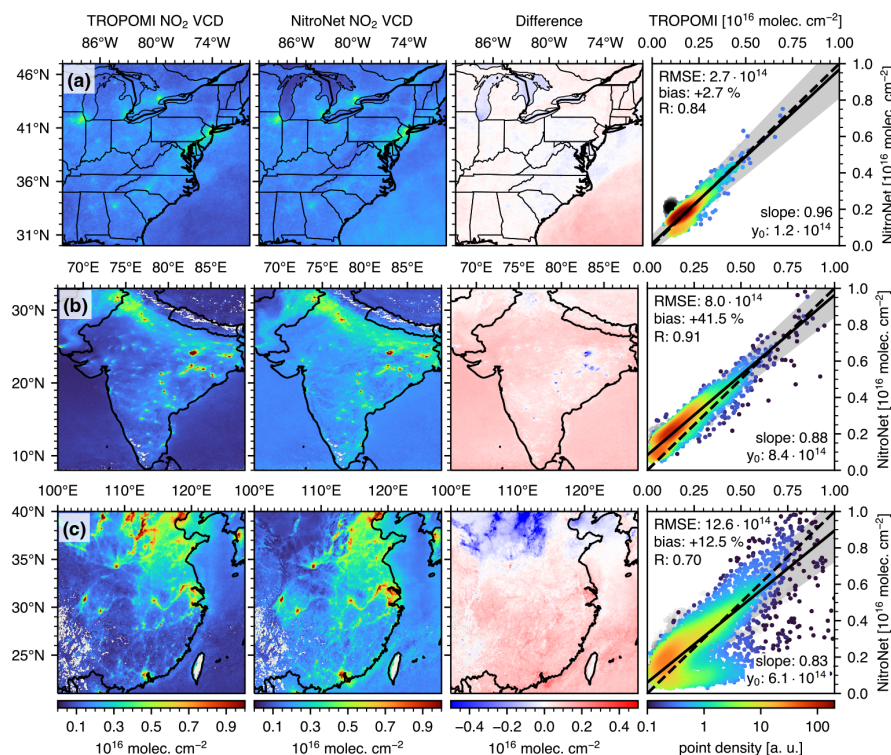 TROPOMI NO₂ VCD
NitroNet NO₂ VCD
Difference
TROPOMI [10¹⁶ molec. cm⁻²]
86°W 80°W 74°W
86°W 80°W 74°W
86°W 80°W 74°W
0.00 0.25 0.50 0.75 1.00
(a)
46°N
41°N
36°N
31°N
RMSE: 2.7 · 10¹⁴
bias: +2.7 %
R: 0.84
slope: 0.96
y₀: 1.2 · 10¹⁴
1.0
0.8
0.6
0.4
0.2
0.0
NitroNet [10¹⁶ molec. cm⁻²]
70°E 75°E 80°E 85°E
70°E 75°E 80°E 85°E
70°E 75°E 80°E 85°E
0.00 0.25 0.50 0.75 1.00
(b)
30°N
20°N
10°N
RMSE: 8.0 · 10¹⁴
bias: +41.5 %
R: 0.91
slope: 0.88
y₀: 8.4 · 10¹⁴
1.0
0.8
0.6
0.4
0.2
0.0
NitroNet [10¹⁶ molec. cm⁻²]
100°E 110°E 120°E
100°E 110°E 120°E
100°E 110°E 120°E
0.00 0.25 0.50 0.75 1.00
(c)
40°N
35°N
30°N
25°N
RMSE: 12.6 · 10¹⁴
bias: +12.5 %
R: 0.70
slope: 0.83
y₀: 6.1 · 10¹⁴
1.0
0.8
0.6
0.4
0.2
0.0
NitroNet [10¹⁶ molec. cm⁻²]
0.1 0.3 0.5 0.7 0.9
10¹⁶ molec. cm⁻²
0.1 0.3 0.5 0.7 0.9
10¹⁶ molec. cm⁻²
−0.4 −0.2 0.0 0.2 0.4
10¹⁶ molec. cm⁻²
0.1 1 10 100
point density [a. u.]